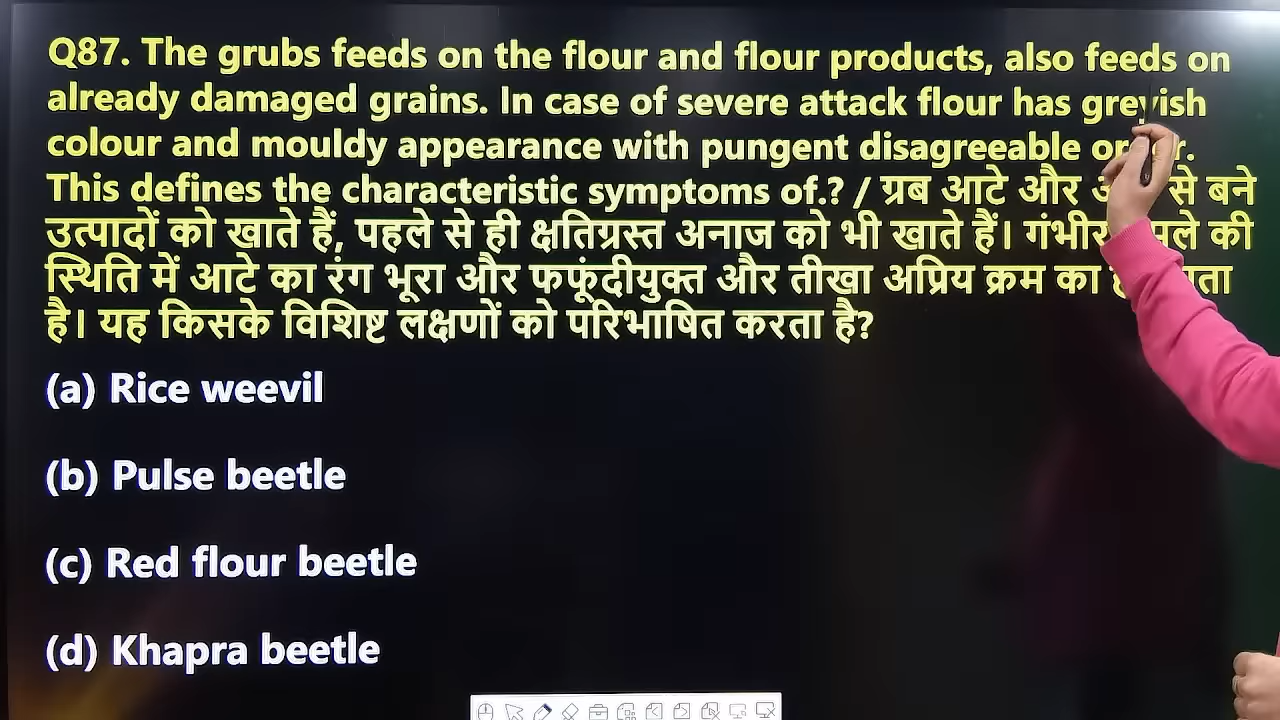 Q87. The grubs feeds on the flour and flour products, also feeds on
already damaged grains. In case of severe attack flour has greyish
colour and mouldy appearance with pungent disagreeable
This defines the characteristic symptoms of.? / ग्रब आटे और से बने
उत्पादों को खाते हैं, पहले से ही क्षतिग्रस्त अनाज को भी खाते हैं। की
स्थिति में आटे का रंग भूरा और फफूंदीयुक्त और तीखा अप्रिय क्रम का
है। यह किसके विशिष्ट लक्षणों को परिभाषित करता है?
(a) Rice weevil
(b) Pulse beetle
(c) Red flour beetle
(d) Khapra beetle